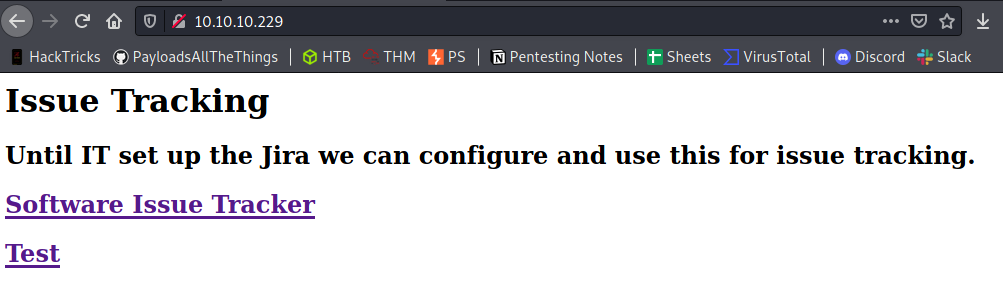 10.10.10.229
HackTricks PayloadsAllTheThings HTB THM PS Pentesting Notes Sheets VirusTotal Discord Slack
Issue Tracking
Until IT set up the Jira we can configure and use this for issue tracking.
Software Issue Tracker
Test